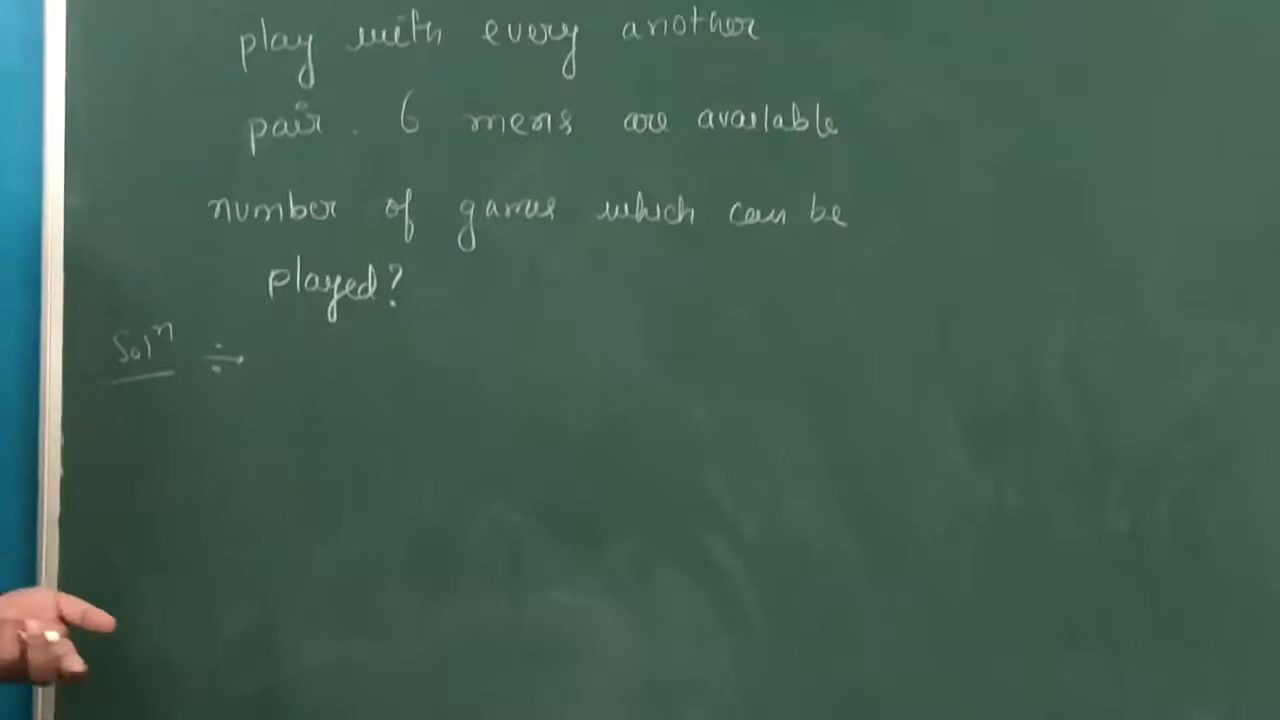 play with every another
pair. 6 mens are available
number of games which can be
played?
Solⁿ ÷